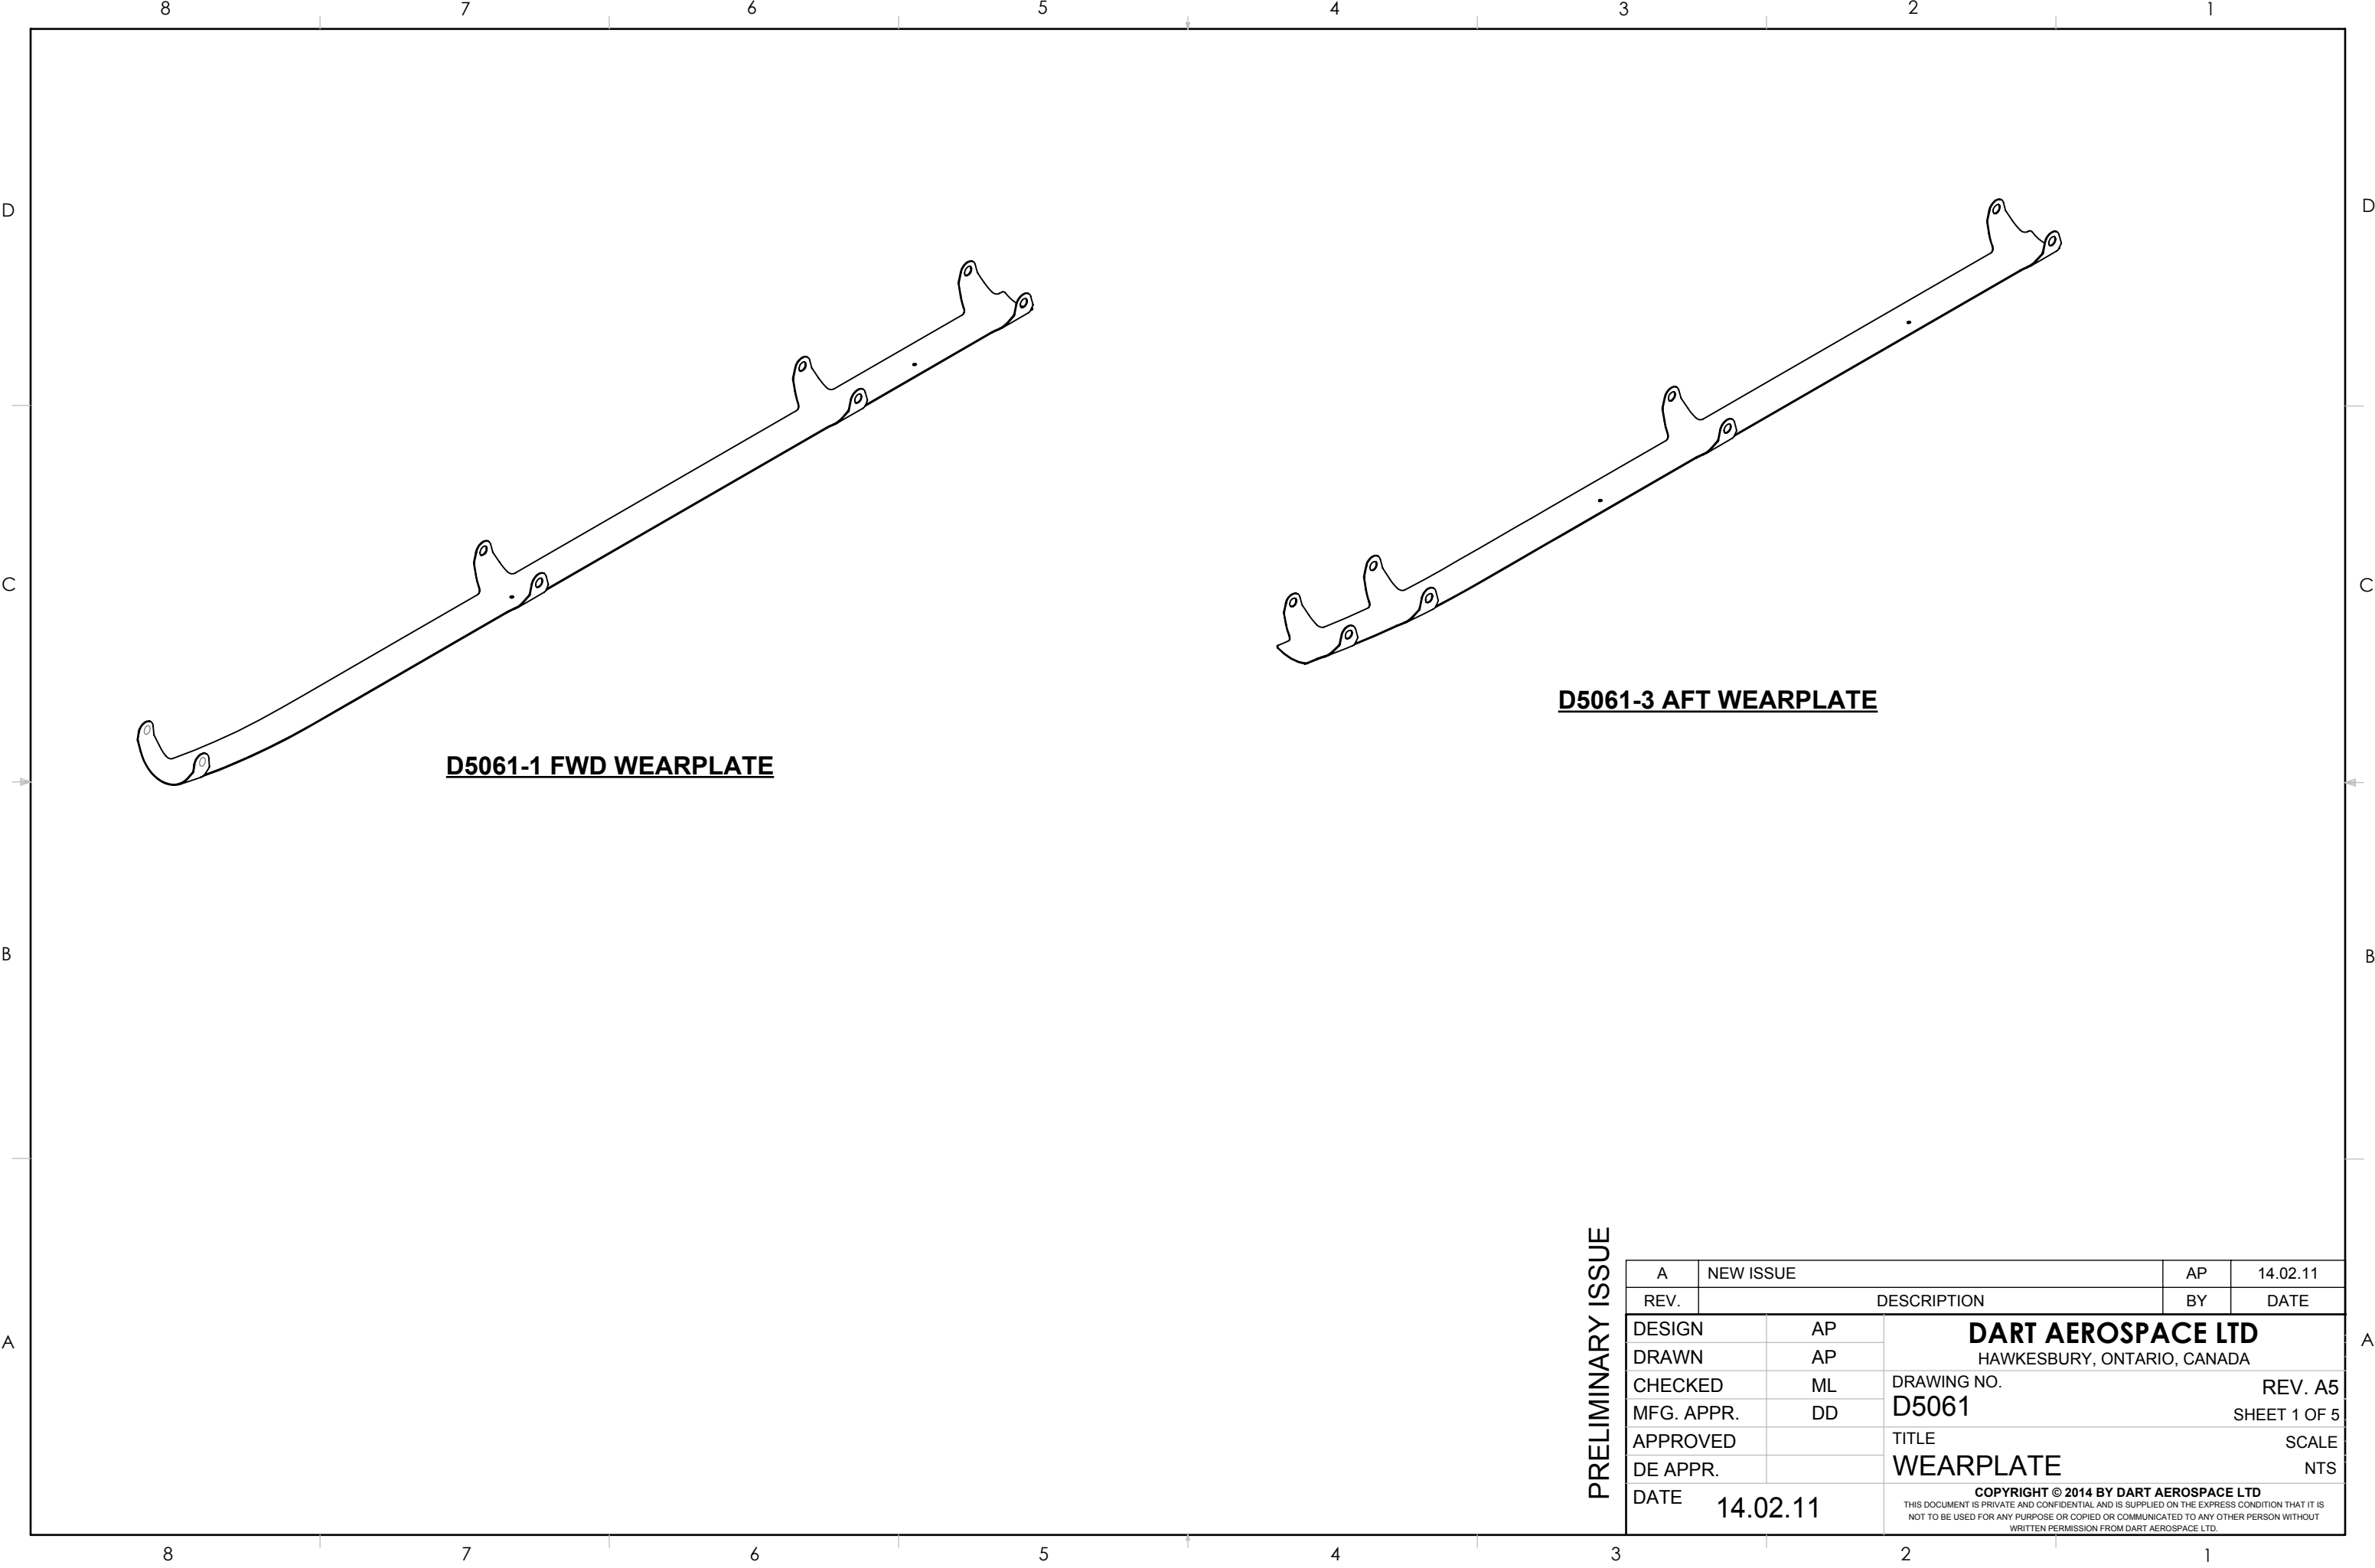 8 7 6 5 4 3 2 1
D D
C C
D5061-3 AFT WEARPLATE
D5061-1 FWD WEARPLATE
B B
PRELIMINARY ISSUE
A NEW ISSUE AP 14.02.11
REV. DESCRIPTION BY DATE
A A
DESIGN AP
DRAWN AP
CHECKED ML
MFG. APPR. DD
APPROVED
DE APPR.
DATE 14.02.11
DART AEROSPACE LTD
HAWKESBURY, ONTARIO, CANADA
DRAWING NO. REV. A5
D5061 SHEET 1 OF 5
TITLE SCALE
WEARPLATE NTS
COPYRIGHT © 2014 BY DART AEROSPACE LTD
THIS DOCUMENT IS PRIVATE AND CONFIDENTIAL AND IS SUPPLIED ON THE EXPRESS CONDITION THAT IT IS
NOT TO BE USED FOR ANY PURPOSE OR COPIED OR COMMUNICATED TO ANY OTHER PERSON WITHOUT
WRITTEN PERMISSION FROM DART AEROSPACE LTD.
8 7 6 5 4 3 2 1